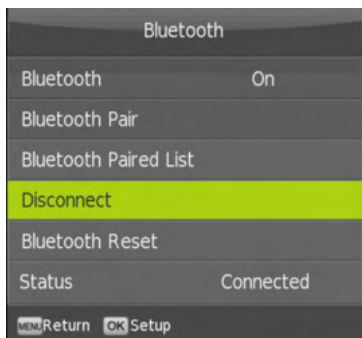 Bluetooth
Bluetooth On
Bluetooth Pair
Bluetooth Paired List
Disconnect
Bluetooth Reset
Status Connected
MENU Return OK Setup